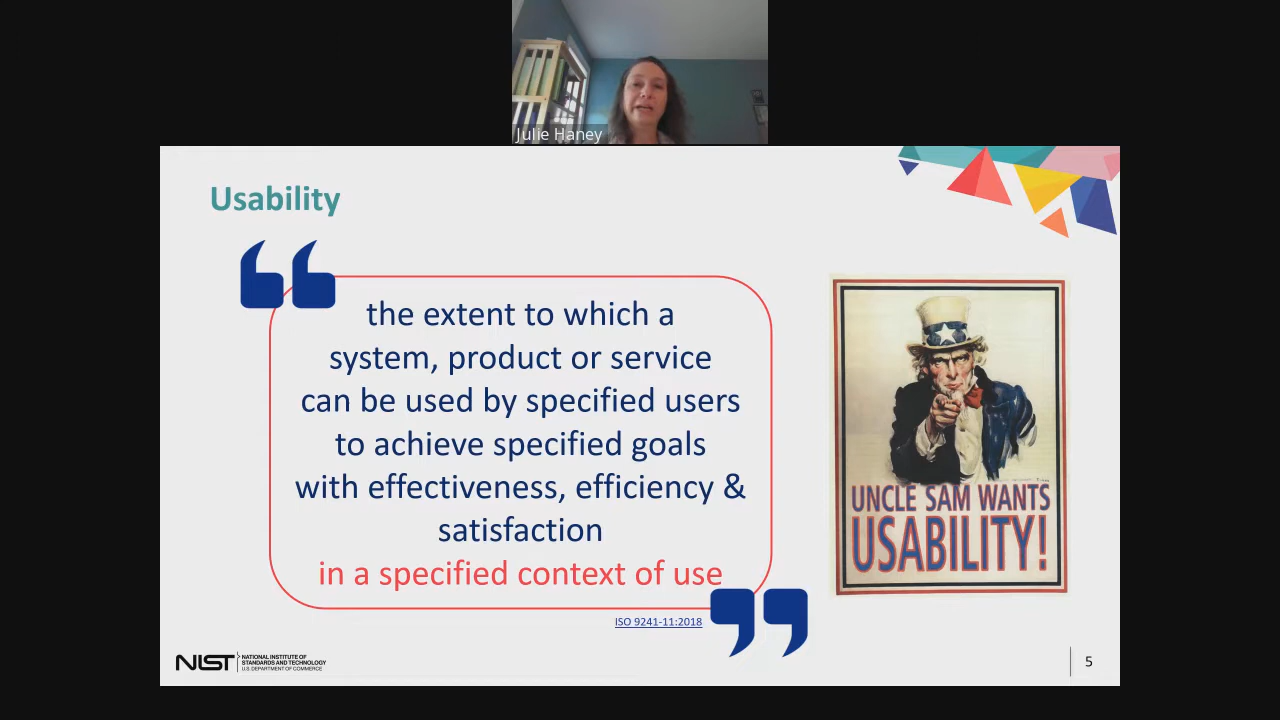 Julie Haney
Usability
the extent to which a
system, product or service
can be used by specified users
to achieve specified goals
with effectiveness, efficiency &
satisfaction
in a specified context of use
ISO 9241-11:2018
UNCLE SAM WANTS
USABILITY!
NIST
NATIONAL INSTITUTE OF
STANDARDS AND TECHNOLOGY
U.S. DEPARTMENT OF COMMERCE
5